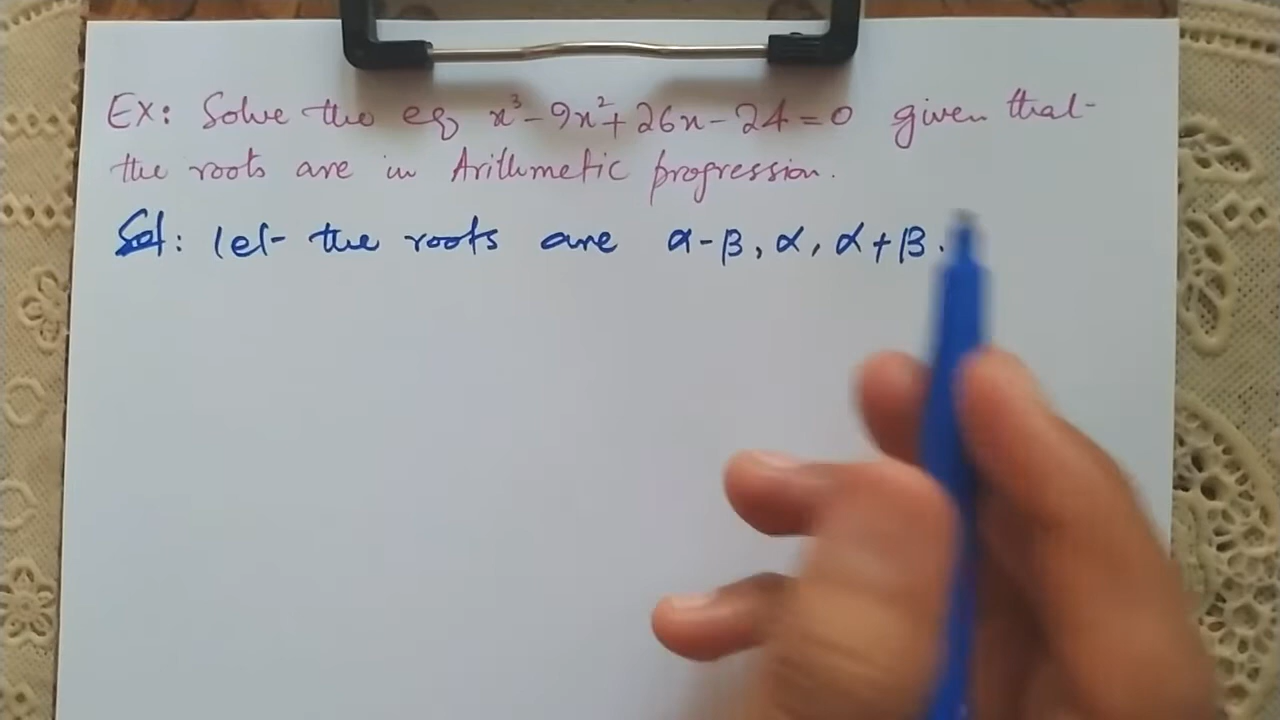 Ex: Solve the eq x³-9x²+26x-24=0 given that
the roots are in Arithmetic progression.
Sol: let the roots are α-β, α, α+β.